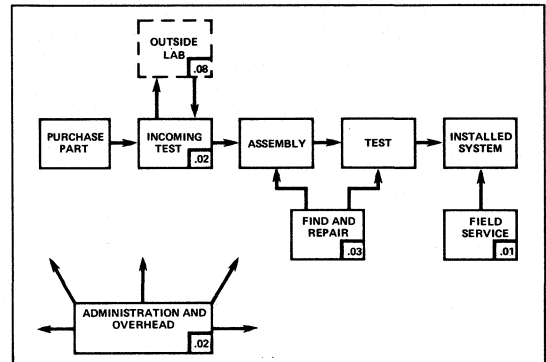 OUTSIDE
LAB
.08
PURCHASE
PART
INCOMING
TEST
.02
ASSEMBLY
TEST
INSTALLED
SYSTEM
FIND AND
REPAIR
.03
FIELD
SERVICE
.01
ADMINISTRATION AND
OVERHEAD
.02